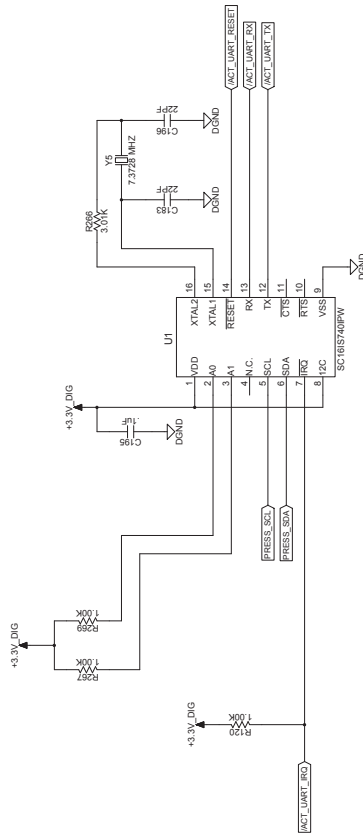 /ACT_UART_RESET
/ACT_UART_RX
/ACT_UART_TX
C196
22PF
DGND
Y5
7.3728 MHZ
C183
22PF
DGND
R266
3.01K
U1
SC16IS740IPW
1
VDD
2
A0
3
A1
4
N.C.
5
SCL
6
SDA
7
IRQ
8
12C
16
XTAL2
15
XTAL1
14
RESET
13
RX
12
TX
11
CTS
10
RTS
9
VSS
DGND
+3.3V_DIG
C195
.1uF
DGND
PRESS_SCL
PRESS_SDA
+3.3V_DIG
R269
1.00K
R267
1.00K
+3.3V_DIG
R120
1.00K
/ACT_UART_IRQ